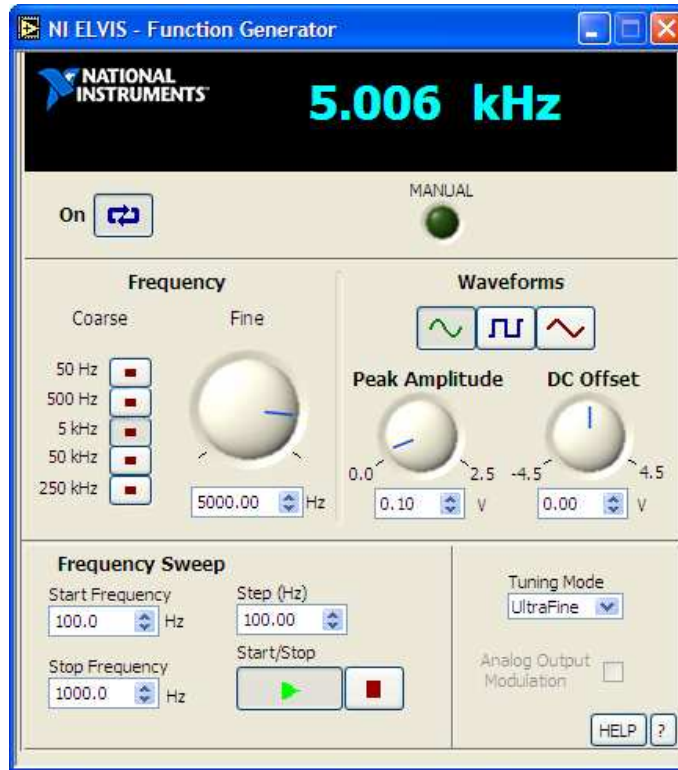 NI ELVIS - Function Generator
NATIONAL
INSTRUMENTS
5.006 kHz
On
MANUAL
Frequency
Waveforms
Coarse
Fine
50 Hz
500 Hz
5 kHz
50 kHz
250 kHz
5000.00 Hz
Peak Amplitude
DC Offset
0.0
2.5
-4.5
4.5
0.10 V
0.00 V
Frequency Sweep
Start Frequency
100.0 Hz
Step (Hz)
100.00
Stop Frequency
1000.0 Hz
Start/Stop
Tuning Mode
UltraFine
Analog Output
Modulation
HELP
?